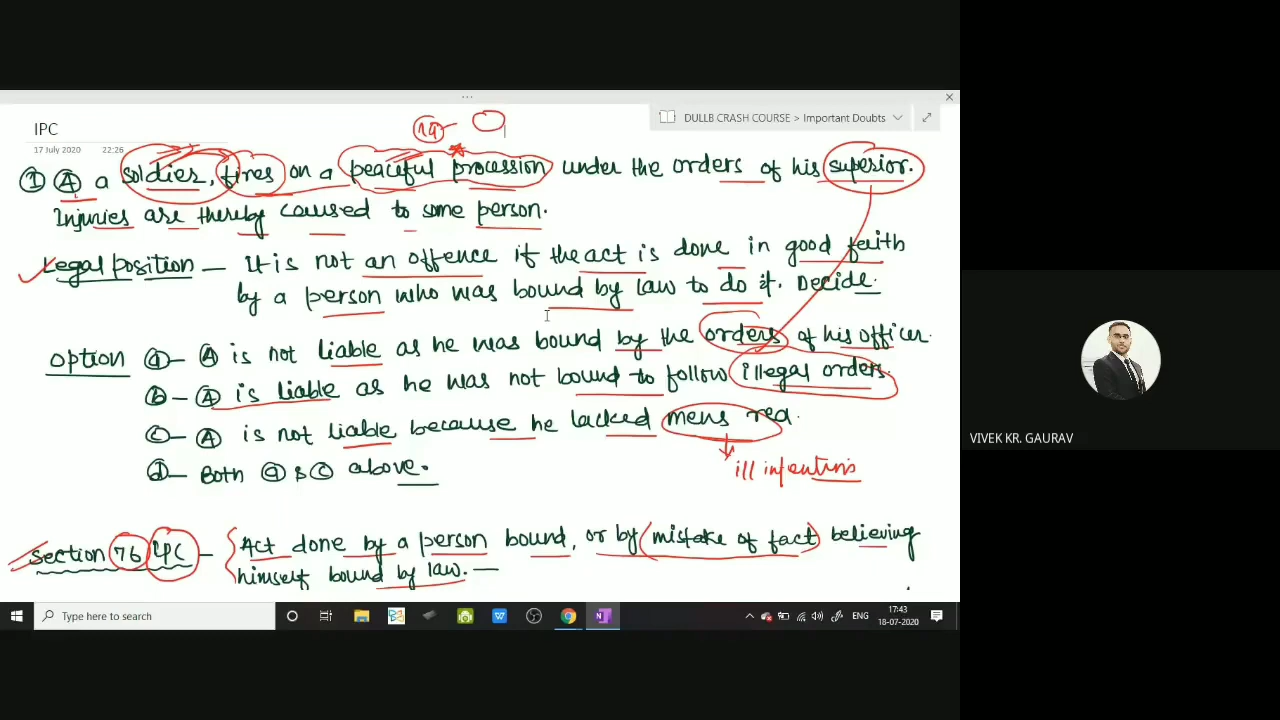 IPC
DULLB CRASH COURSE > Important Doubts
17 July 2020 22:26
① Ⓐ a soldies, fires on a peaceful procession under the orders of his superior.
Injuries are thereby caused to some person.
Legal position — It is not an offence if the act is done in good faith
by a person who was bound by law to do it. Decide.
option ⓐ— Ⓐ is not liable as he was bound by the orders of his officer.
ⓑ— Ⓐ is liable as he was not bound to follow illegal orders.
ⓒ— Ⓐ is not liable because he lacked mens rea.
ill intentions
ⓓ— Both ⓐ & ⓒ above.
Section 76 IPC — Act done by a person bound, or by (mistake of fact) believing
himself bound by law. —
VIVEK KR. GAURAV
Type here to search
ENG
17:43
18-07-2020